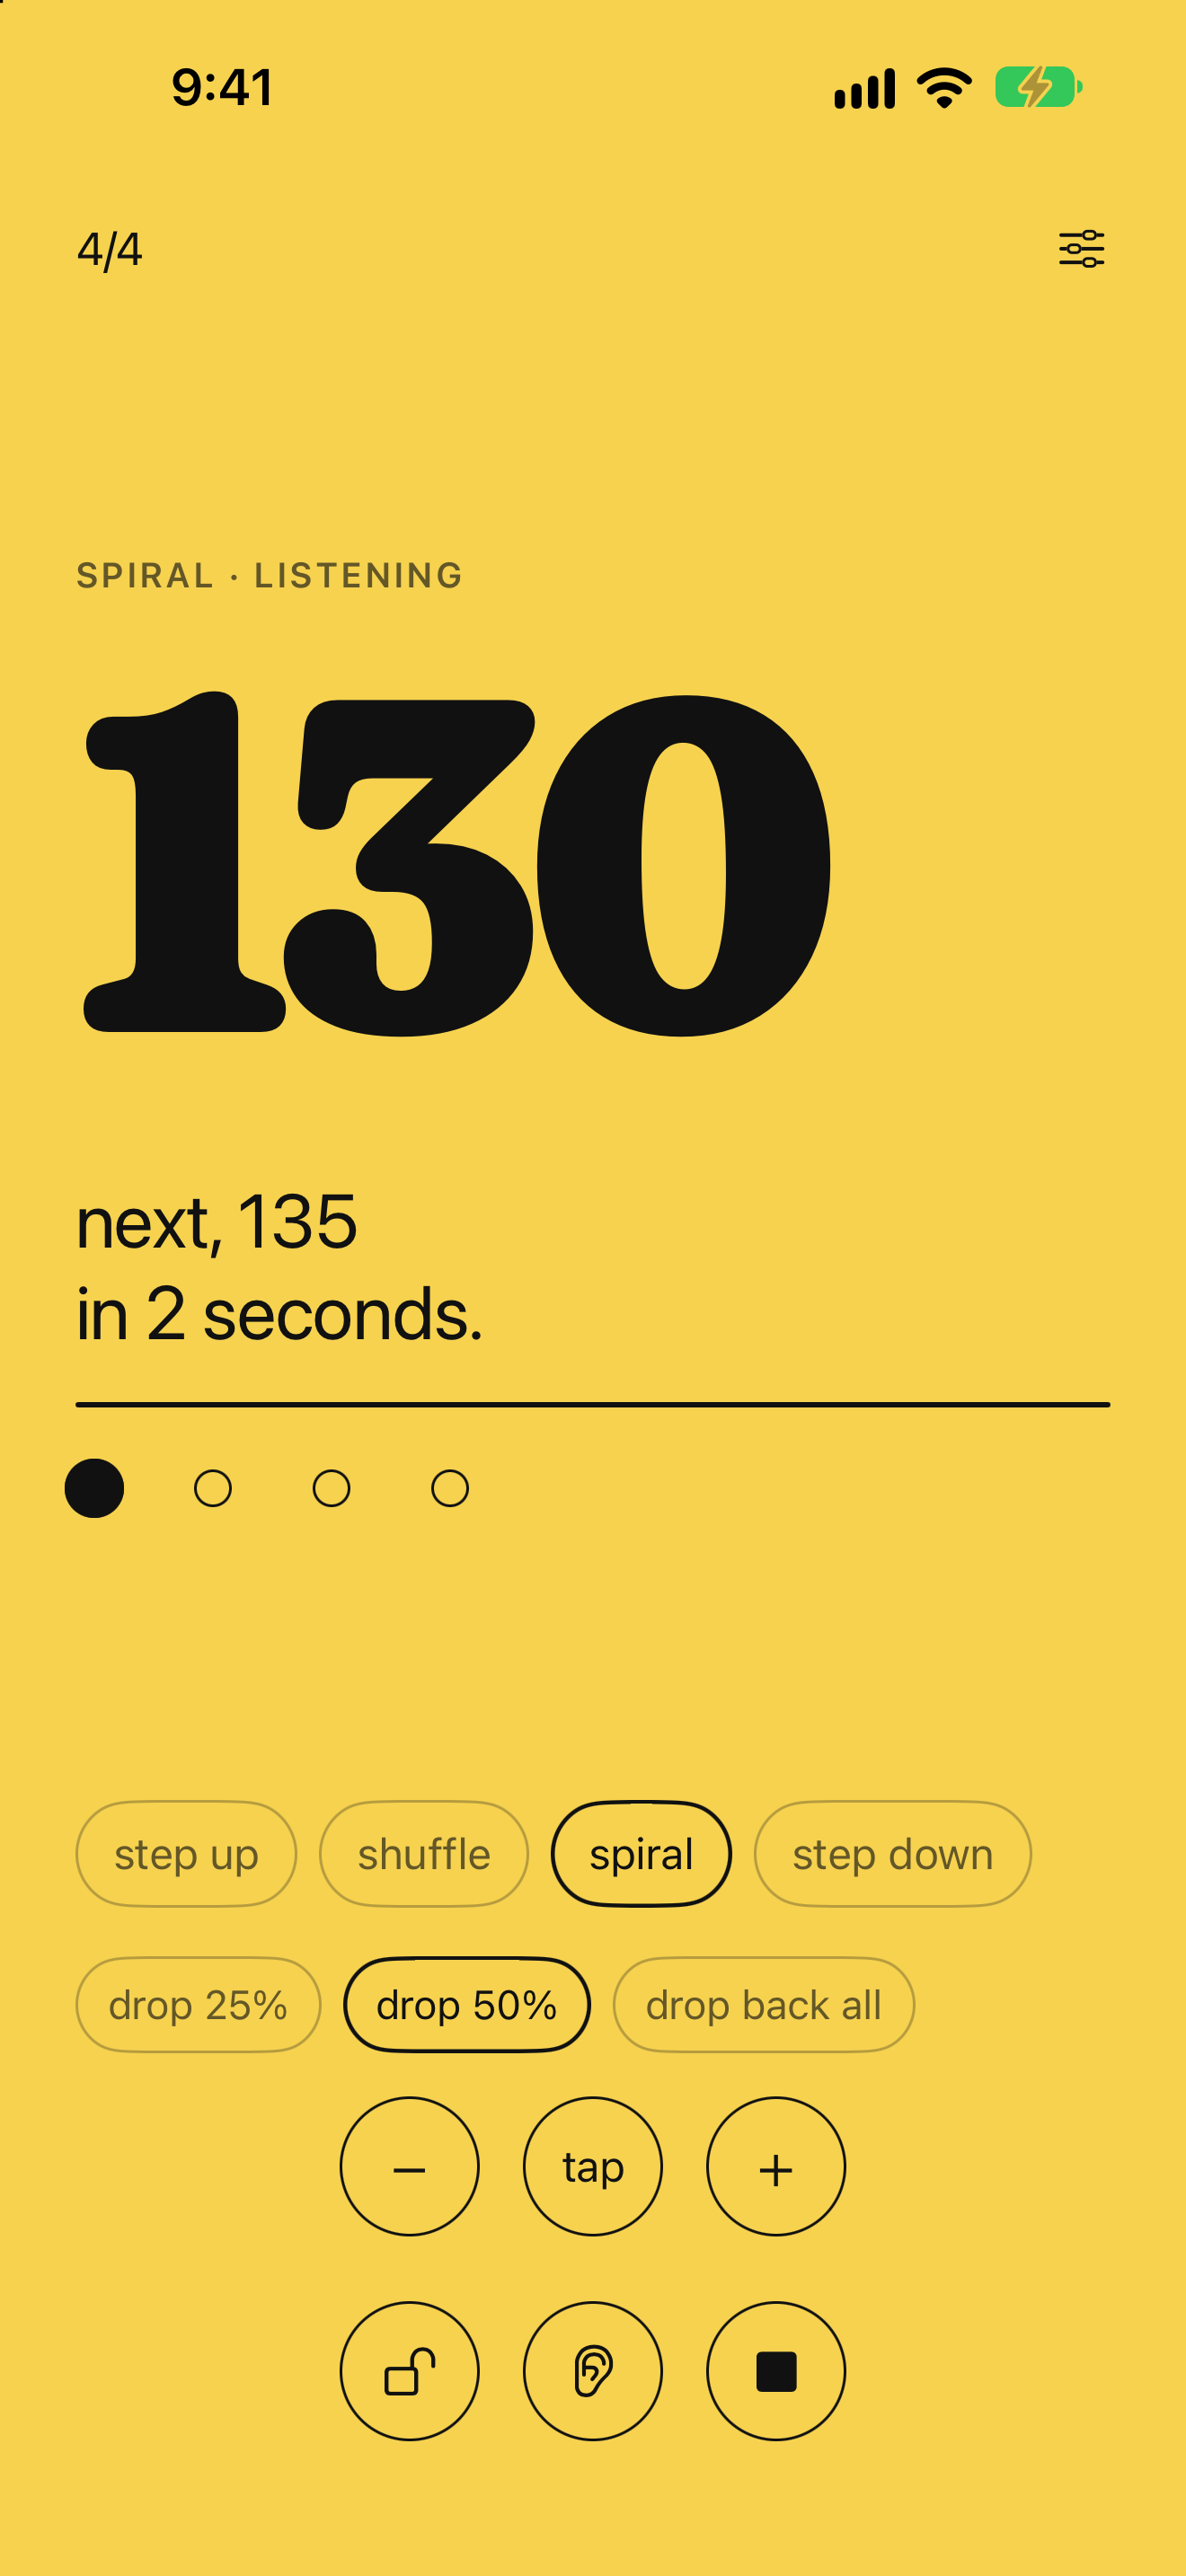 9:41
4/4
SPIRAL · LISTENING
130
next, 135
in 2 seconds.
step up shuffle spiral step down
drop 25% drop 50% drop back all
− tap +